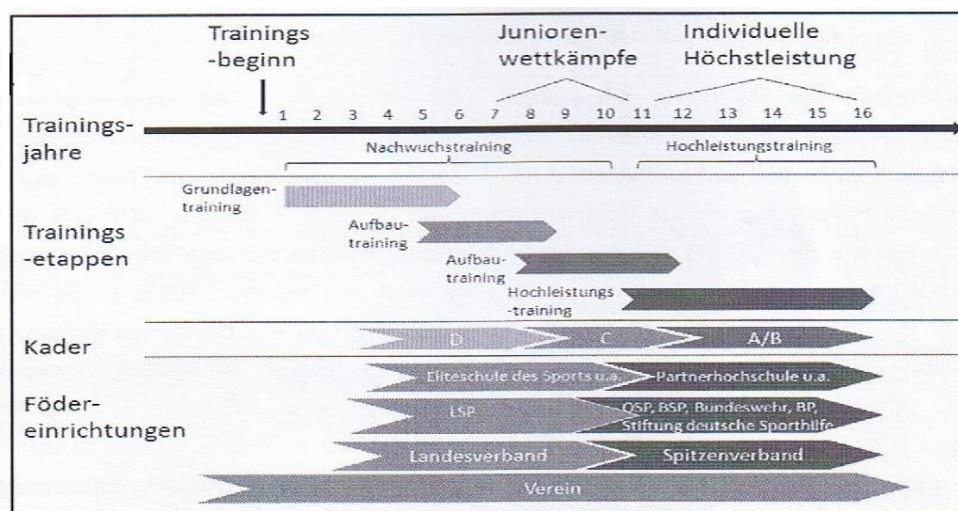 Trainings
-beginn
Junioren-
wettkämpfe
Individuelle
Höchstleistung
Trainings-
jahre
1 2 3 4 5 6 7 8 9 10 11 12 13 14 15 16
Nachwuchstraining
Hochleistungstraining
Trainings
-etappen
Grundlagen-
training
Aufbau-
training
Aufbau-
training
Hochleistungs
-training
Kader
D
C
A/B
Föder-
einrichtungen
Eliteschule des Sports u.a.
Partnerhochschule u.a.
LSP
OSP, BSP, Bundeswehr, BP,
Stiftung deutsche Sporthilfe
Landesverband
Spitzenverband
Verein